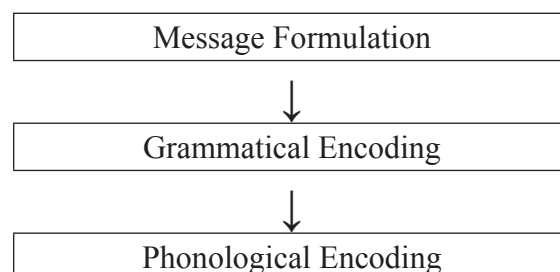 Message Formulation
Grammatical Encoding
Phonological Encoding